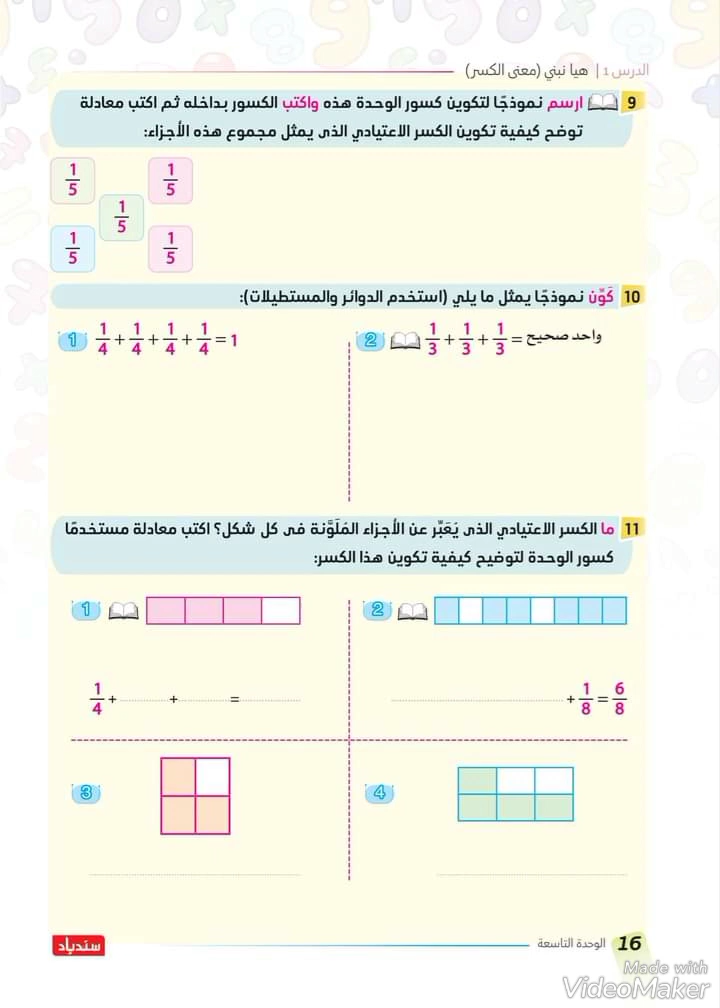 الدرس 1 | هيا نبني (معنى الكسر)
9 ارسم نموذجًا لتكوين كسور الوحدة هذه واكتب الكسور بداخله ثم اكتب معادلة
توضح كيفية تكوين الكسر الاعتيادي الذى يمثل مجموع هذه الأجزاء:
1/5 1/5
1/5
1/5 1/5
10 كَوِّن نموذجًا يمثل ما يلي (استخدم الدوائر والمستطيلات):
1 1/4 + 1/4 + 1/4 + 1/4 = 1
2 1/3 + 1/3 + 1/3 = واحد صحيح
11 ما الكسر الاعتيادي الذى يُعَبِّر عن الأجزاء المُلَوَّنة فى كل شكل؟ اكتب معادلة مستخدمًا
كسور الوحدة لتوضيح كيفية تكوين هذا الكسر:
1
2
1/4 + .......... + .......... = ..........
.......... + 1/8 = 6/8
3
4
سندباد
الوحدة التاسعة 16
Made with
VideoMaker